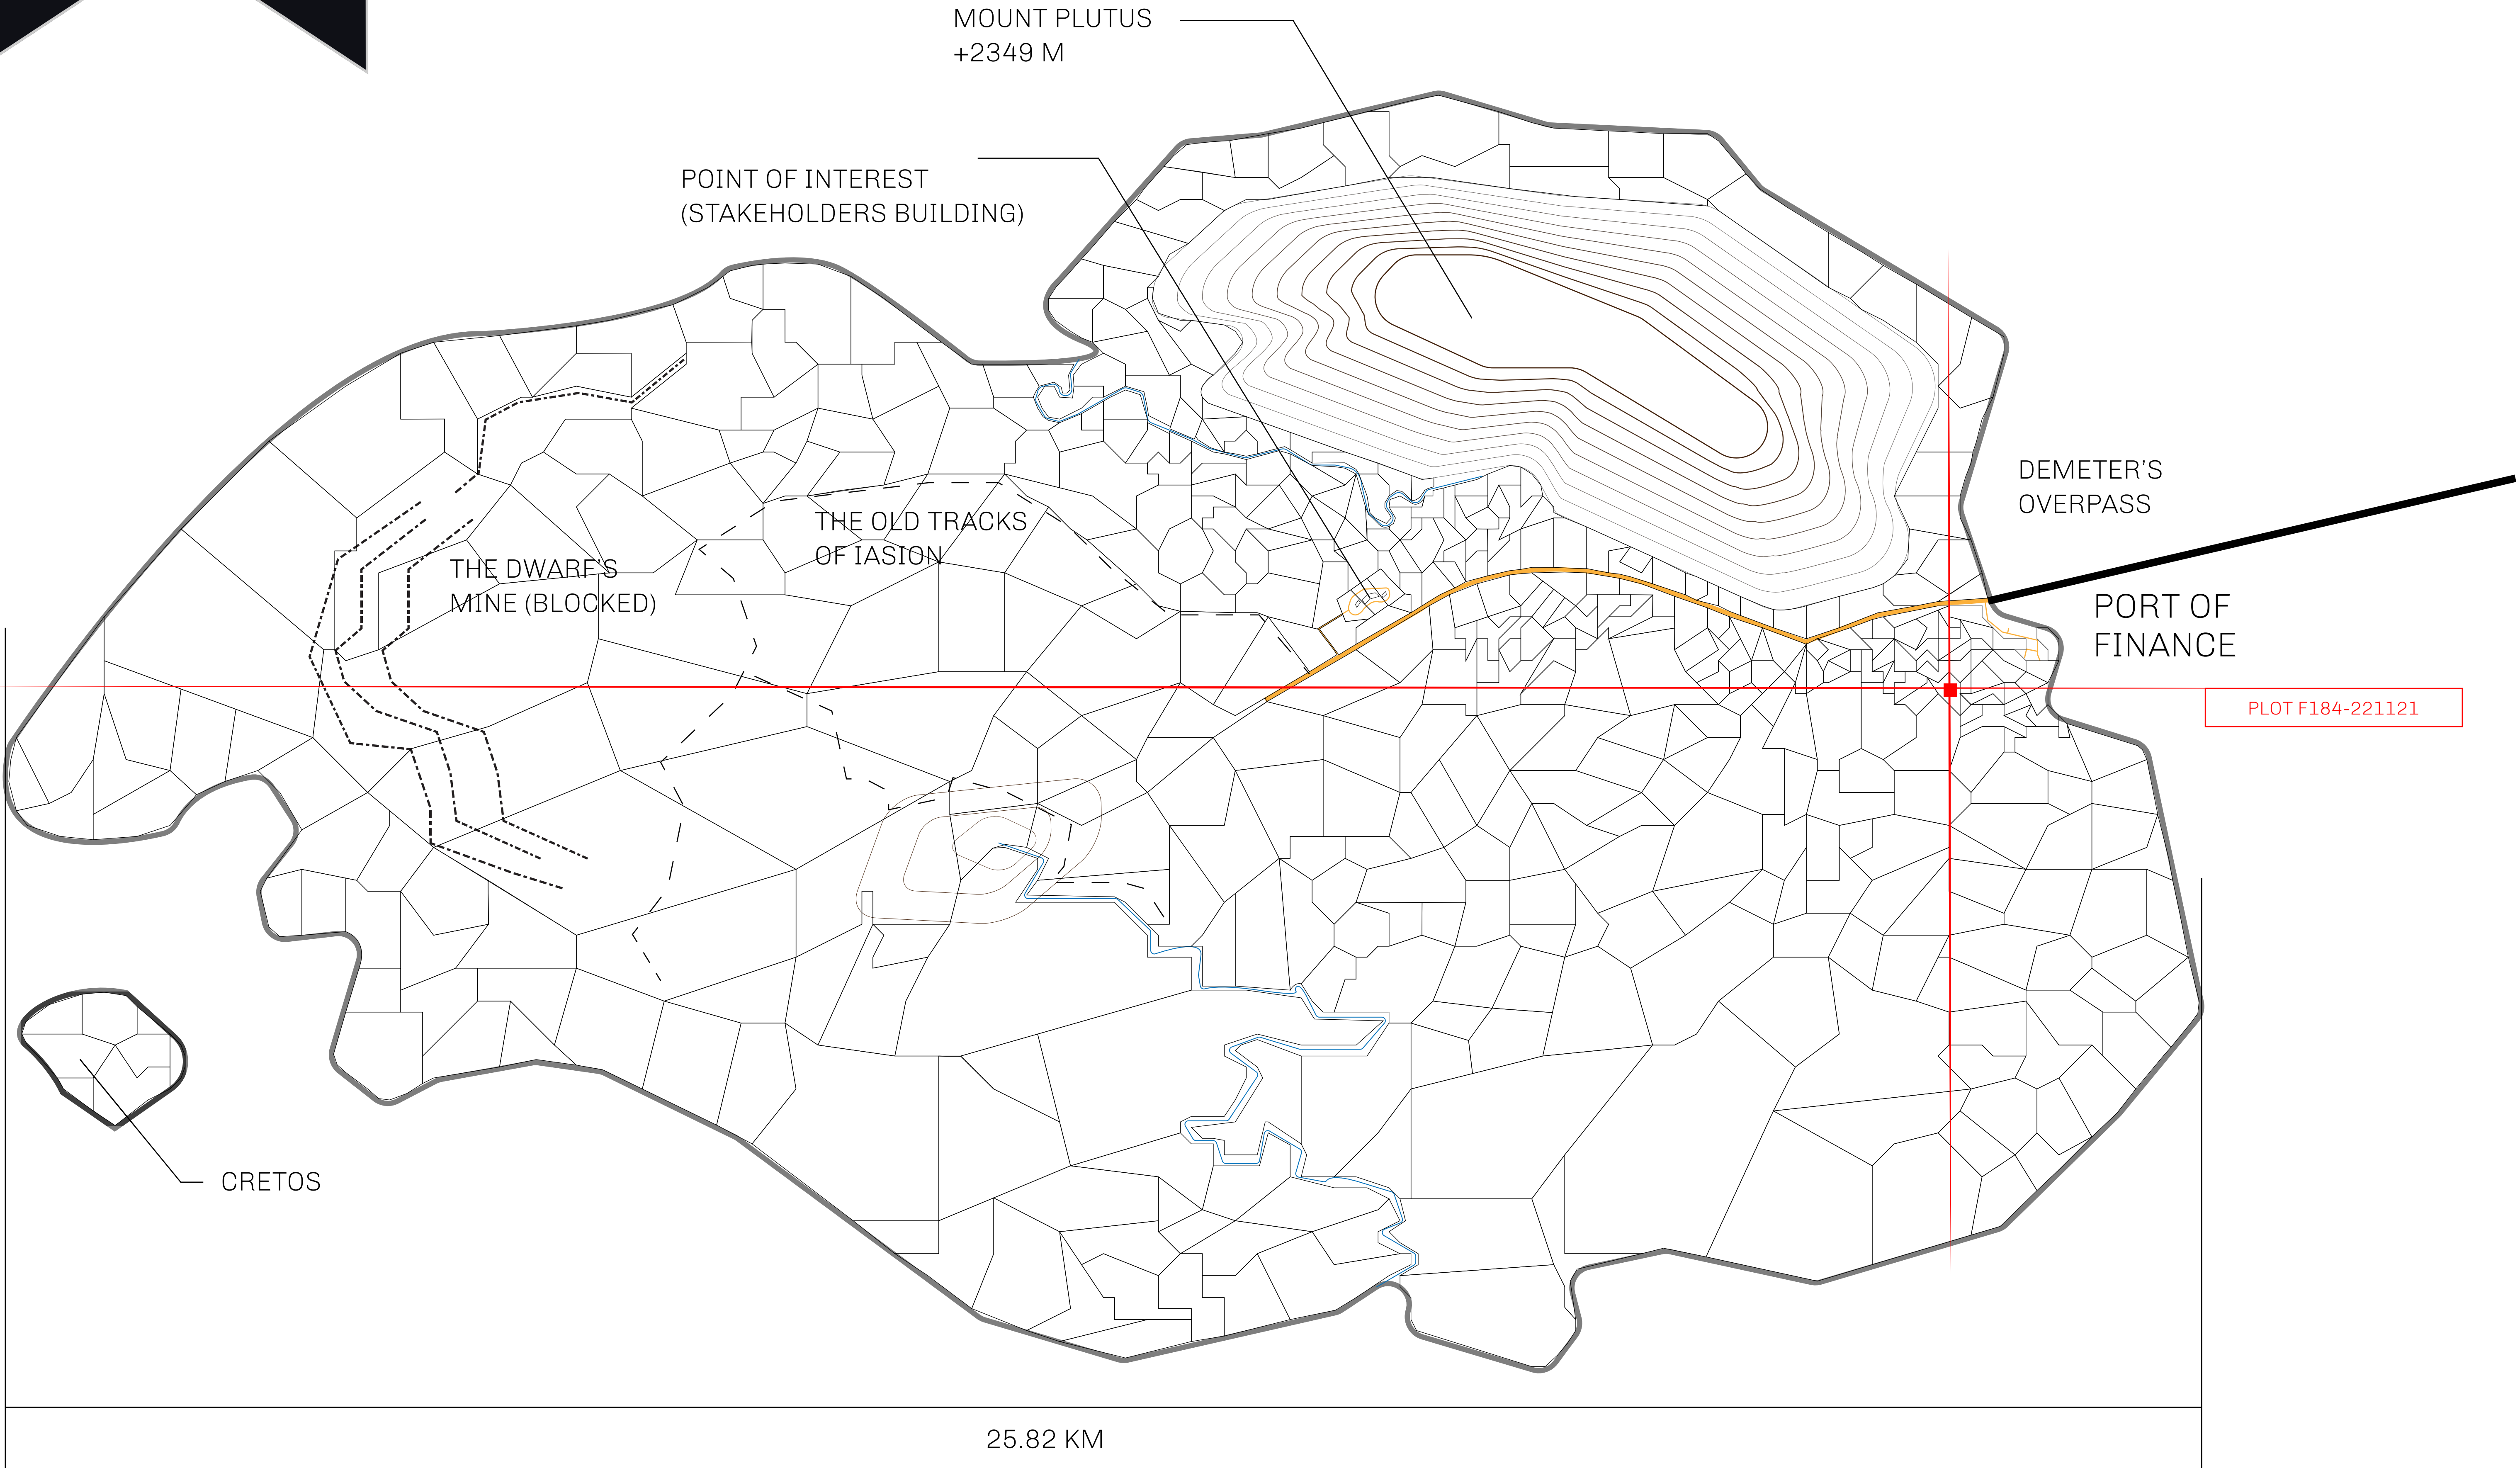 MOUNT PLUTUS
+2349 M
POINT OF INTEREST
(STAKEHOLDERS BUILDING)
DEMETER'S
OVERPASS
THE OLD TRACKS
OF IASION
THE DWARF'S
MINE (BLOCKED)
PORT OF
FINANCE
PLOT F184-221121
CRETOS
25.82 KM